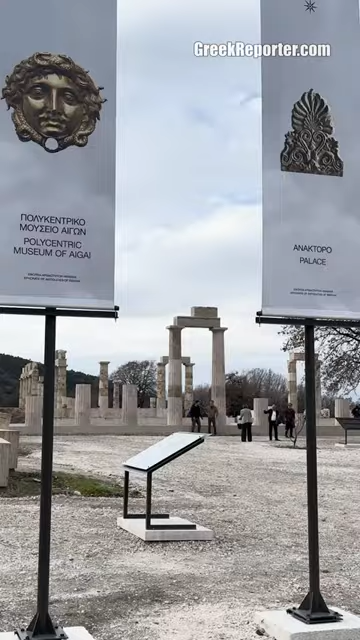 GreekReporter.com
ΠΟΛΥΚΕΝΤΡΙΚΟ
ΜΟΥΣΕΙΟ ΑΙΓΩΝ
POLYCENTRIC
MUSEUM OF AIGAI
ΑΝΑΚΤΟΡΟ
PALACE